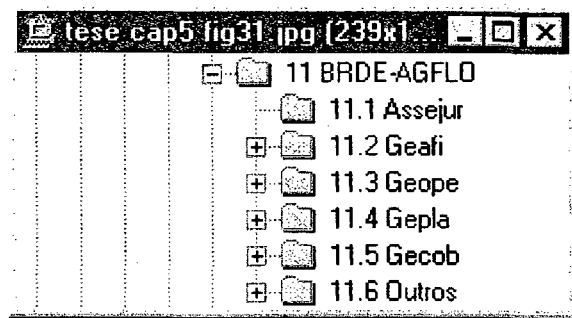 tese cap5 fig31 jpg (239x1...
11 BRDE-AGFLO
11.1 Assejur
11.2 Geafi
11.3 Geope
11.4 Gepla
11.5 Gecob
11.6 Outros